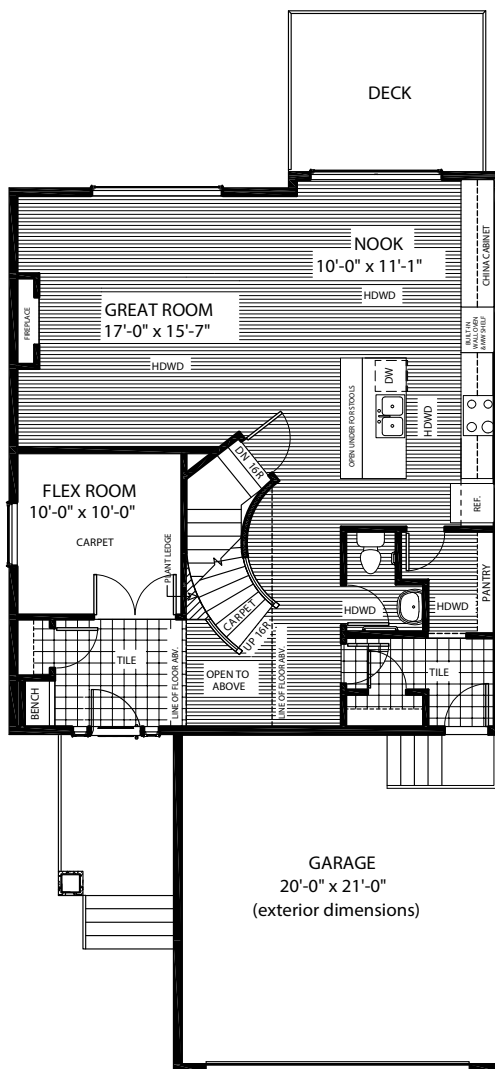 DECK
NOOK
10'-0" x 11'-1"
HDWD
CHINA CABINET
GREAT ROOM
17'-0" x 15'-7"
HDWD
FIREPLACE
BUILT-IN
WALL OVEN
& MW SHELF
DW
OPEN UNDER FOR STOOLS
HDWD
DN 16R
REF.
FLEX ROOM
10'-0" x 10'-0"
CARPET
PLANT LEDGE
CARPET
UP 16R
HDWD
HDWD
PANTRY
TILE
LINE OF FLOOR ABV.
OPEN TO
ABOVE
LINE OF FLOOR ABV.
TILE
BENCH
GARAGE
20'-0" x 21'-0"
(exterior dimensions)